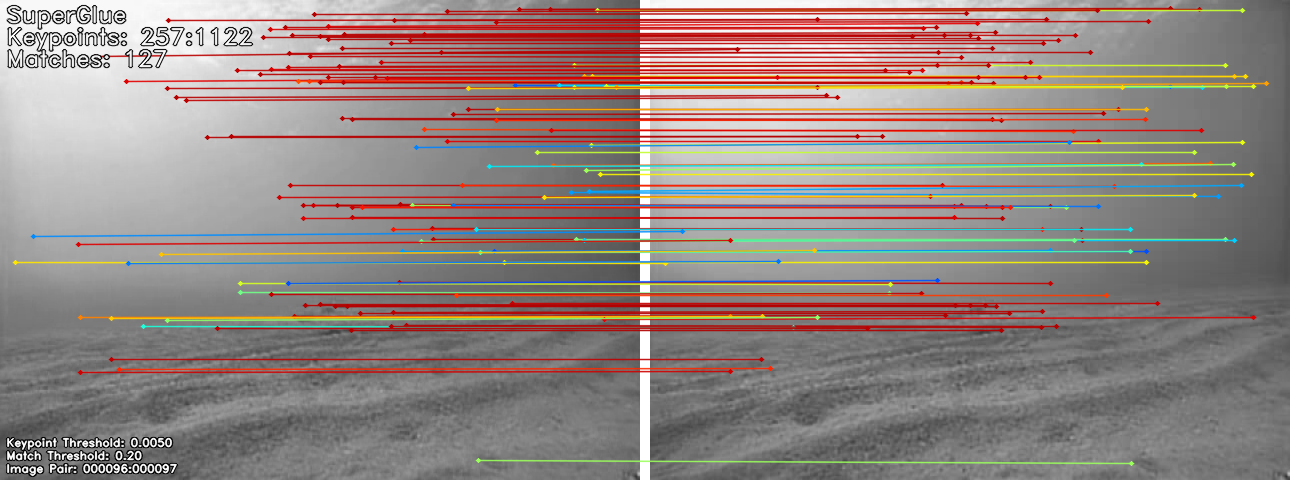 SuperGlue
Keypoints: 257:1122
Matches: 127
Keypoint Threshold: 0.0050
Match Threshold: 0.20
Image Pair: 000096:000097